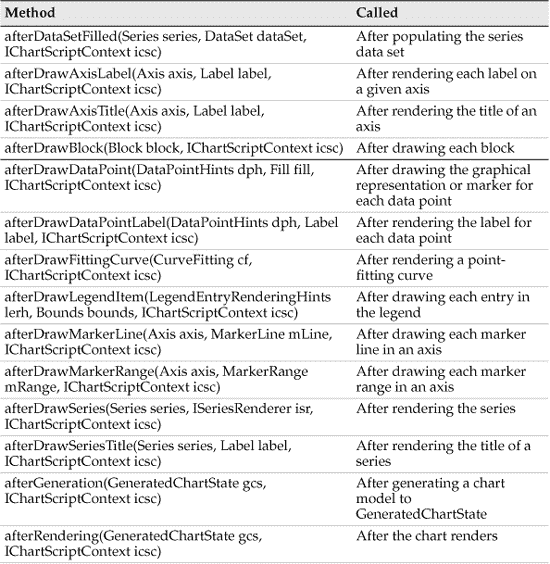 Method Called
afterDataSetFilled(Series series, DataSet dataSet, After populating the series
IChartScriptContext icsc) data set
afterDrawAxisLabel(Axis axis, Label label, After rendering each label on
IChartScriptContext icsc) a given axis
afterDrawAxisTitle(Axis axis, Label label, After rendering the title of an
IChartScriptContext icsc) axis
afterDrawBlock(Block block, IChartScriptContext icsc) After drawing each block
afterDrawDataPoint(DataPointHints dph, Fill fill, After drawing the graphical
IChartScriptContext icsc) representation or marker for
each data point
afterDrawDataPointLabel(DataPointHints dph, Label After rendering the label for
label, IChartScriptContext icsc) each data point
afterDrawFittingCurve(CurveFitting cf, After rendering a point-
IChartScriptContext icsc) fitting curve
afterDrawLegendItem(LegendEntryRenderingHints After drawing each entry in
lerh, Bounds bounds, IChartScriptContext icsc) the legend
afterDrawMarkerLine(Axis axis, MarkerLine mLine, After drawing each marker
IChartScriptContext icsc) line in an axis
afterDrawMarkerRange(Axis axis, MarkerRange After drawing each marker
mRange, IChartScriptContext icsc) range in an axis
afterDrawSeries(Series series, ISeriesRenderer isr, After rendering the series
IChartScriptContext icsc)
afterDrawSeriesTitle(Series series, Label label, After rendering the title of a
IChartScriptContext icsc) series
afterGeneration(GeneratedChartState gcs, After generating a chart
IChartScriptContext icsc) model to
GeneratedChartState
afterRendering(GeneratedChartState gcs, After the chart renders
IChartScriptContext icsc)